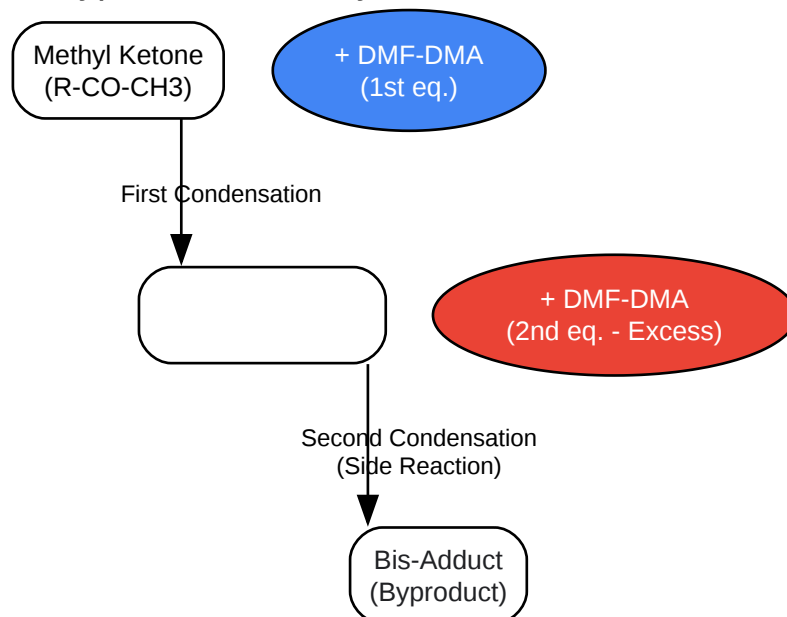 Methyl Ketone
(R-CO-CH3)
+ DMF-DMA
(1st eq.)
First Condensation
+ DMF-DMA
(2nd eq. - Excess)
Second Condensation
(Side Reaction)
Bis-Adduct
(Byproduct)